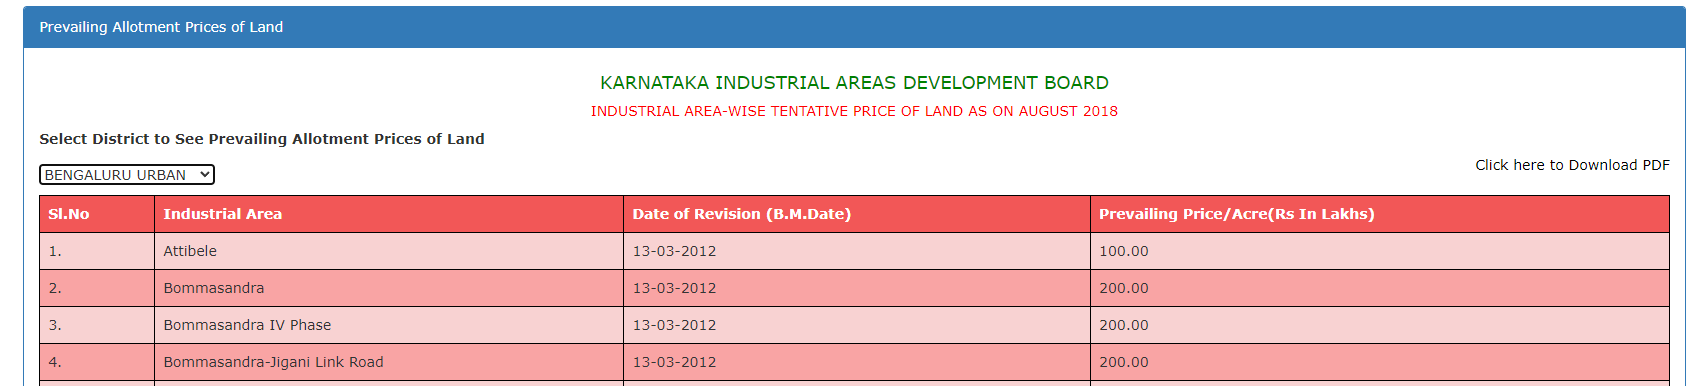 Prevailing Allotment Prices of Land
KARNATAKA INDUSTRIAL AREAS DEVELOPMENT BOARD
INDUSTRIAL AREA-WISE TENTATIVE PRICE OF LAND AS ON AUGUST 2018
Select District to See Prevailing Allotment Prices of Land
Click here to Download PDF
BENGALURU URBAN
Sl.No Industrial Area Date of Revision (B.M.Date) Prevailing Price/Acre(Rs In Lakhs)
1. Attibele 13-03-2012 100.00
2. Bommasandra 13-03-2012 200.00
3. Bommasandra IV Phase 13-03-2012 200.00
4. Bommasandra-Jigani Link Road 13-03-2012 200.00